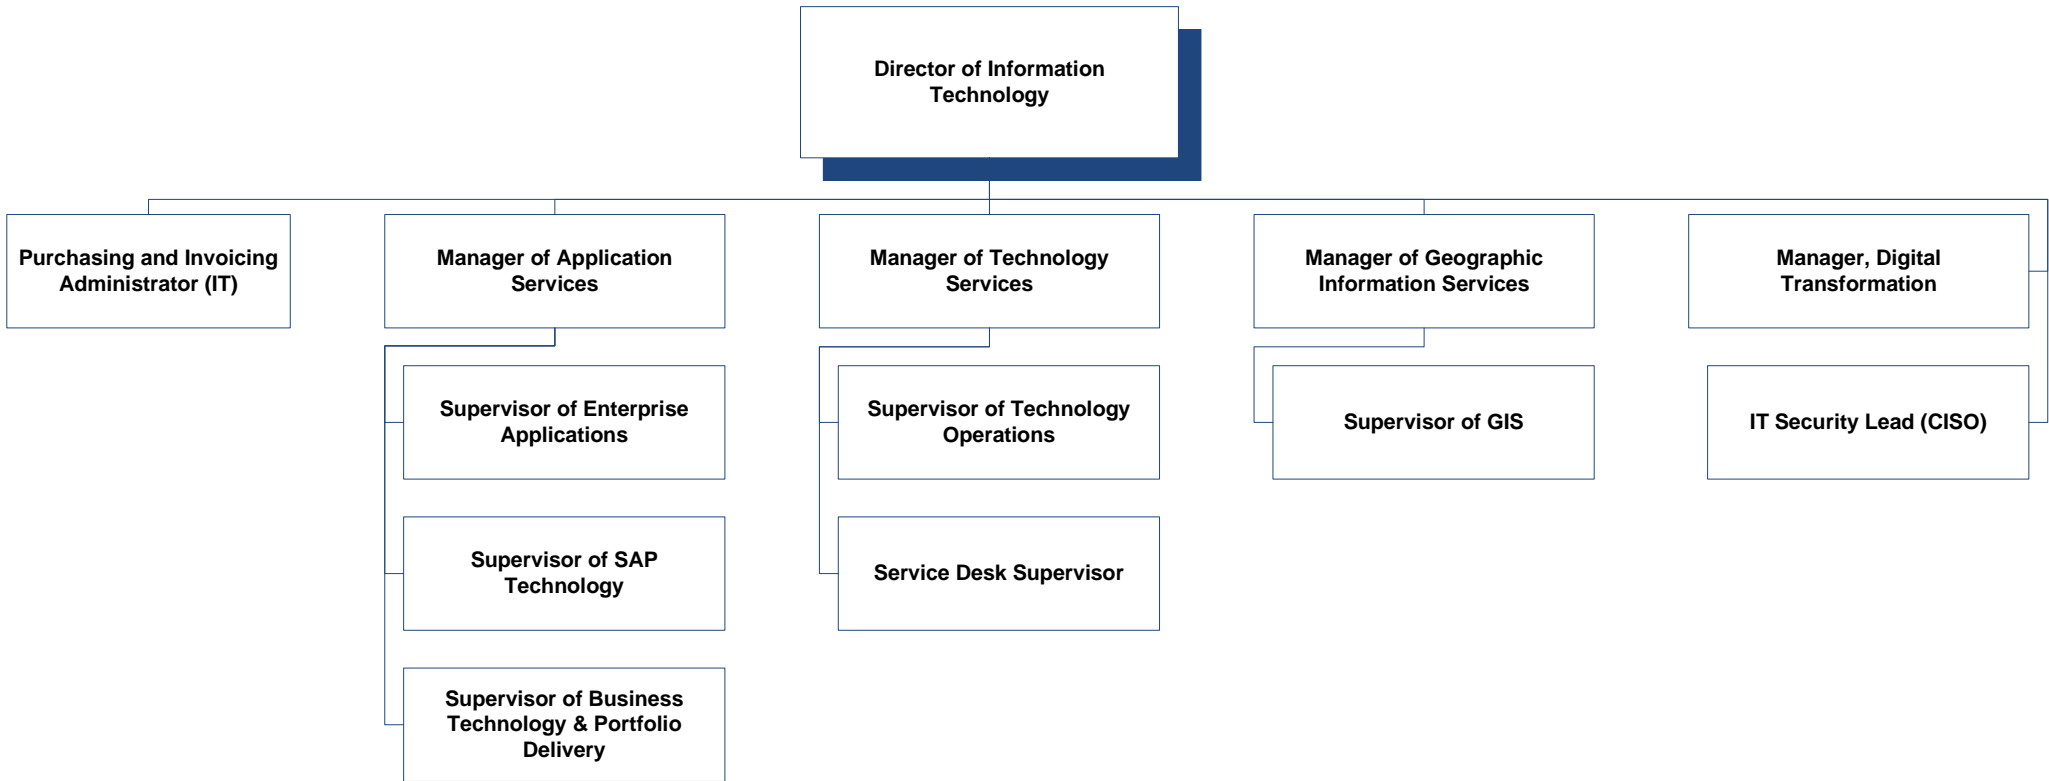 Director of Information
Technology
Purchasing and Invoicing
Administrator (IT)
Manager of Application
Services
Manager of Technology
Services
Manager of Geographic
Information Services
Manager, Digital
Transformation
Supervisor of Enterprise
Applications
Supervisor of Technology
Operations
Supervisor of GIS
IT Security Lead (CISO)
Supervisor of SAP
Technology
Service Desk Supervisor
Supervisor of Business
Technology & Portfolio
Delivery